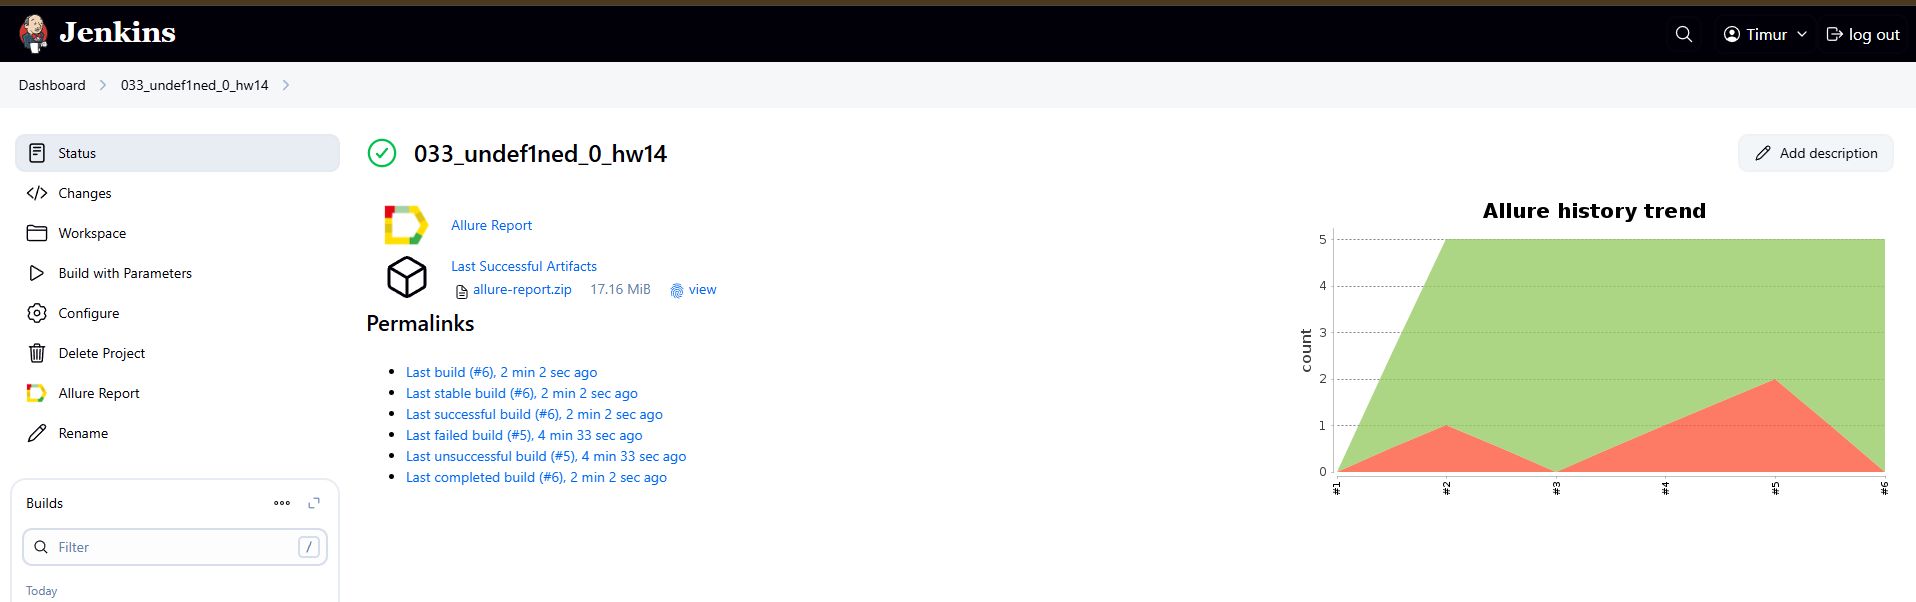 Jenkins
Timur
log out
Dashboard
033_undef1ned_0_hw14
Status
Changes
Workspace
Build with Parameters
Configure
Delete Project
Allure Report
Rename
Builds
Filter
/
Today
033_undef1ned_0_hw14
Add description
Allure Report
Last Successful Artifacts
allure-report.zip 17.16 MiB view
Permalinks
Last build (#6), 2 min 2 sec ago
Last stable build (#6), 2 min 2 sec ago
Last successful build (#6), 2 min 2 sec ago
Last failed build (#5), 4 min 33 sec ago
Last unsuccessful build (#5), 4 min 33 sec ago
Last completed build (#6), 2 min 2 sec ago
Allure history trend
count
5
4
3
2
1
0
#1 #2 #3 #4 #5 #6